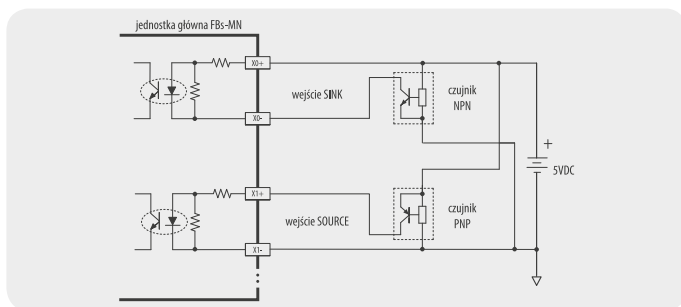 jednostka główna FBs-MN
X0+
wejście SINK
X0-
czujnik
NPN
+
5VDC
X1+
wejście SOURCE
X1-
czujnik
PNP